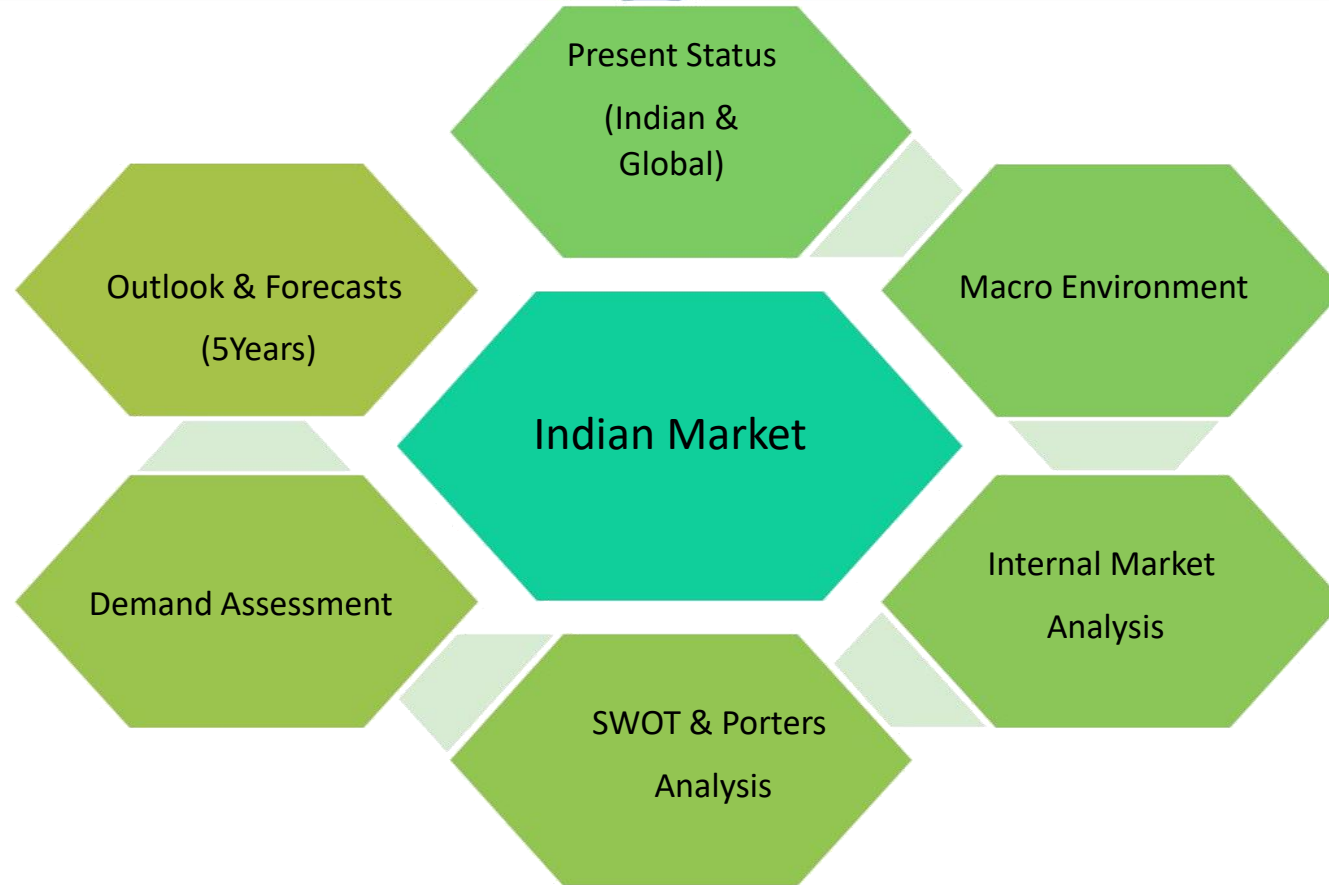 Present Status
(Indian &
Global)
Macro Environment
Internal Market
Analysis
SWOT & Porters
Analysis
Demand Assessment
Outlook & Forecasts
(5Years)
Indian Market